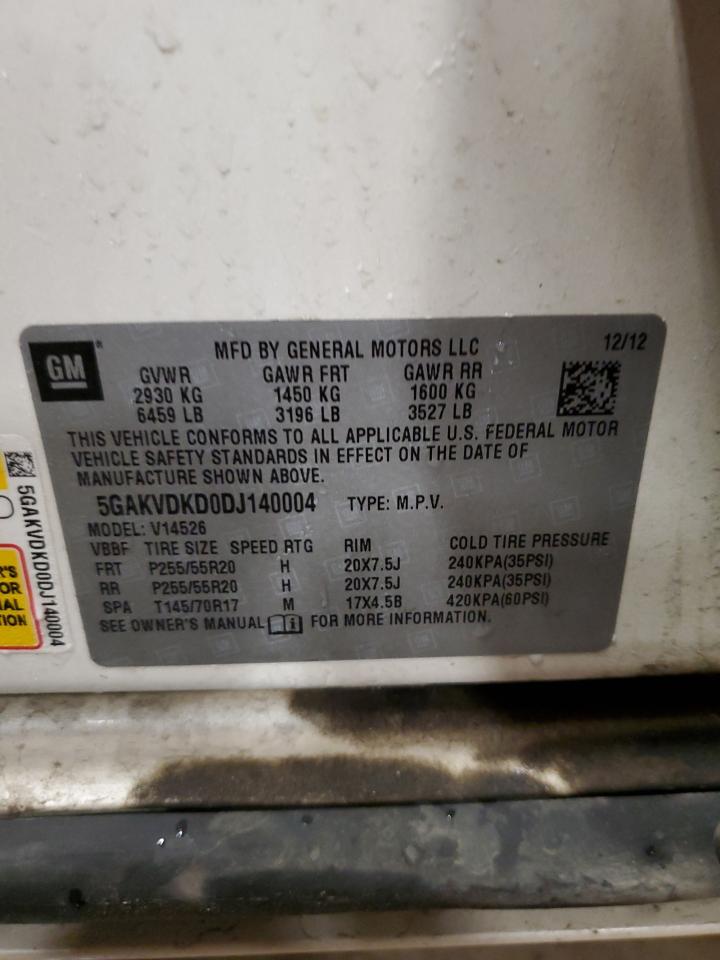 GM
MFD BY GENERAL MOTORS LLC 12/12
GVWR GAWR FRT GAWR RR
2930 KG 1450 KG 1600 KG
6459 LB 3196 LB 3527 LB
THIS VEHICLE CONFORMS TO ALL APPLICABLE U.S. FEDERAL MOTOR
VEHICLE SAFETY STANDARDS IN EFFECT ON THE DATE OF
MANUFACTURE SHOWN ABOVE.
5GAKVDKD0DJ140004 TYPE: M.P.V.
MODEL: V14526
VBBF TIRE SIZE SPEED RTG RIM COLD TIRE PRESSURE
FRT P255/55R20 H 20X7.5J 240KPA(35PSI)
RR P255/55R20 H 20X7.5J 240KPA(35PSI)
SPA T145/70R17 M 17X4.5B 420KPA(60PSI)
SEE OWNER'S MANUAL FOR MORE INFORMATION.
5GAKVDKD0DJ140004
R'S
OR
IAL
TION